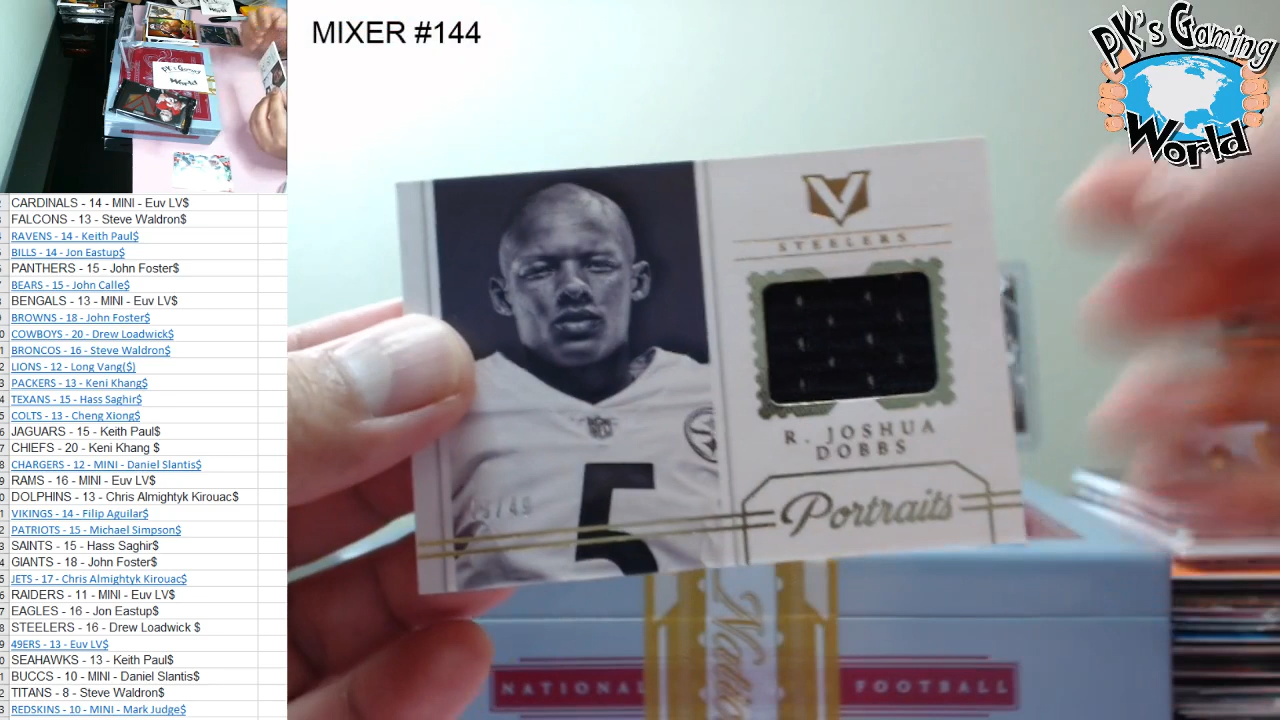 MIXER #144
PK's Gaming
World
PK's Gaming
World
CARDINALS - 14 - MINI - Euv LV$
FALCONS - 13 - Steve Waldron$
RAVENS - 14 - Keith Paul$
BILLS - 14 - Jon Eastup$
PANTHERS - 15 - John Foster$
BEARS - 15 - John Calle$
BENGALS - 13 - MINI - Euv LV$
BROWNS - 18 - John Foster$
COWBOYS - 20 - Drew Loadwick$
BRONCOS - 16 - Steve Waldron$
LIONS - 12 - Long Vang($)
PACKERS - 13 - Keni Khang$
TEXANS - 15 - Hass Saghir$
COLTS - 13 - Cheng Xiong$
JAGUARS - 15 - Keith Paul$
CHIEFS - 20 - Keni Khang $
CHARGERS - 12 - MINI - Daniel Slantis$
RAMS - 16 - MINI - Euv LV$
DOLPHINS - 13 - Chris Almightyk Kirouac$
VIKINGS - 14 - Filip Aguilar$
PATRIOTS - 15 - Michael Simpson$
SAINTS - 15 - Hass Saghir$
GIANTS - 18 - John Foster$
JETS - 17 - Chris Almightyk Kirouac$
RAIDERS - 11 - MINI - Euv LV$
EAGLES - 16 - Jon Eastup$
STEELERS - 16 - Drew Loadwick $
49ERS - 13 - Euv LV$
SEAHAWKS - 13 - Keith Paul$
BUCCS - 10 - MINI - Daniel Slantis$
TITANS - 8 - Steve Waldron$
REDSKINS - 10 - MINI - Mark Judge$
V
STEELERS
R. JOSHUA
DOBBS
Portraits
5
/49
NATIONAL
FOOTBALL